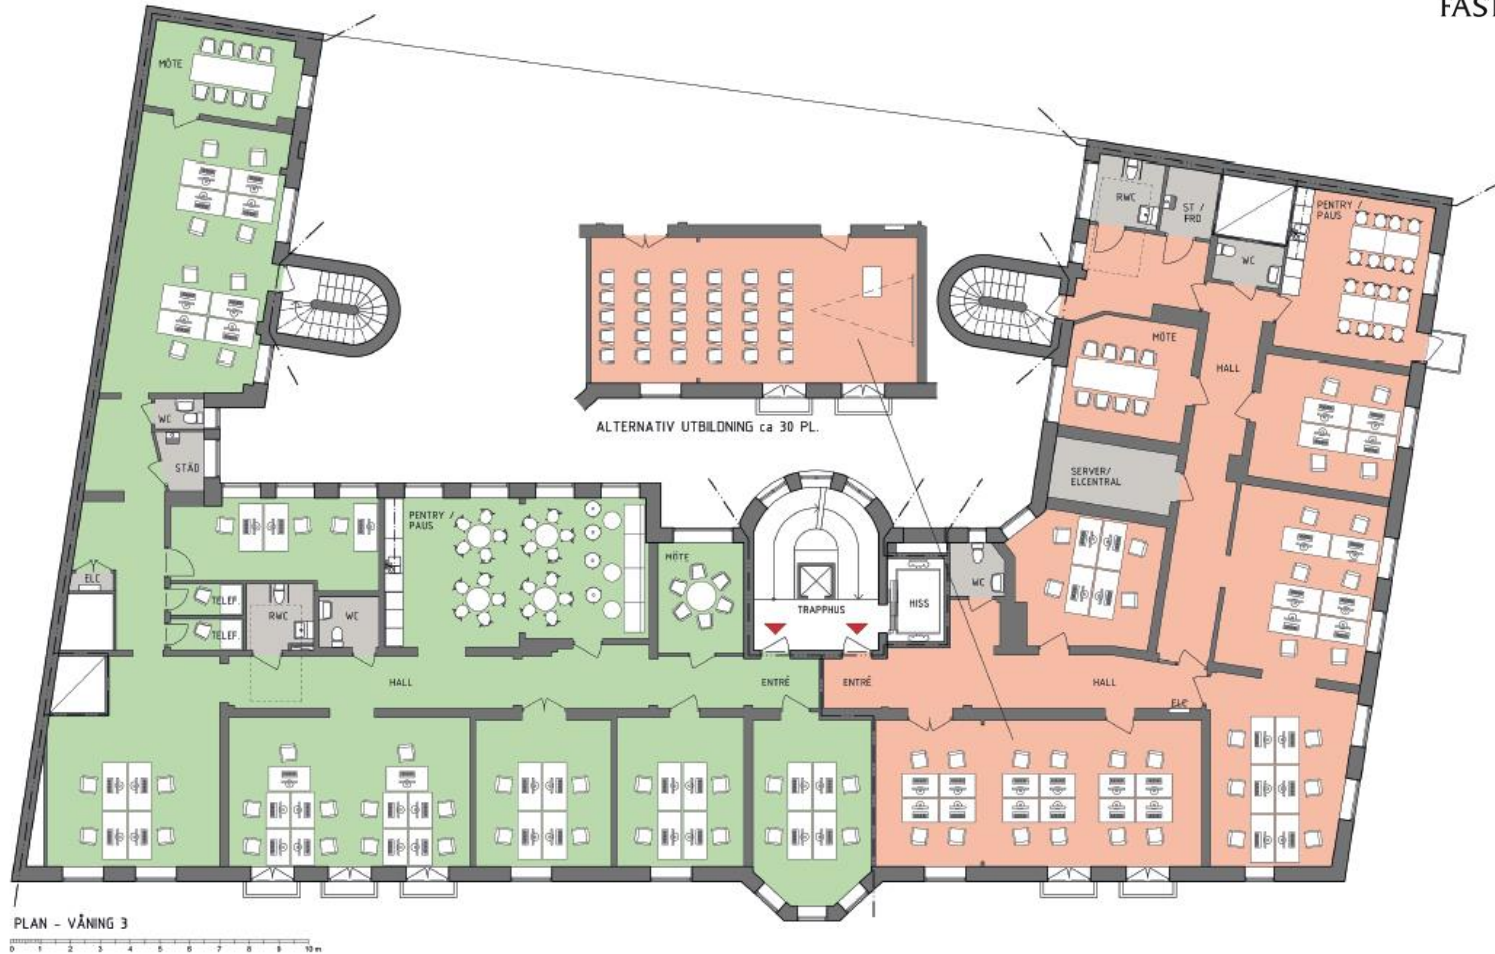 FAST
MÖTE
RWC
ST /
FRD
PENTRY /
PAUS
WC
MÖTE
HALL
WC
ALTERNATIV UTBILDNING ca 30 PL.
STÄD
SERVER/
ELCENTRAL
PENTRY /
PAUS
MÖTE
ELC
WC
TELEF.
RWC
WC
TRAPPHUS
HISS
TELEF.
HALL
ENTRÉ
ENTRÉ
HALL
ELC
PLAN - VÅNING 3
0 1 2 3 4 5 6 7 8 9 10 m